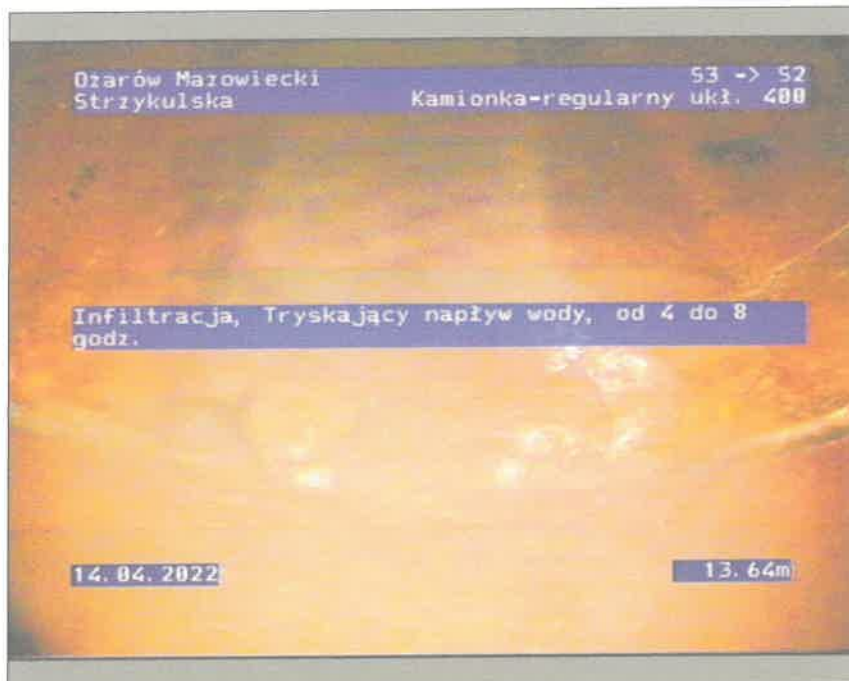 Ożarów Mazowiecki S3 -> S2
Strzykulska Kamionka-regularny ukł. 400
Infiltracja, Tryskający napływ wody, od 4 do 8
godz.
14.04.2022 13.64m